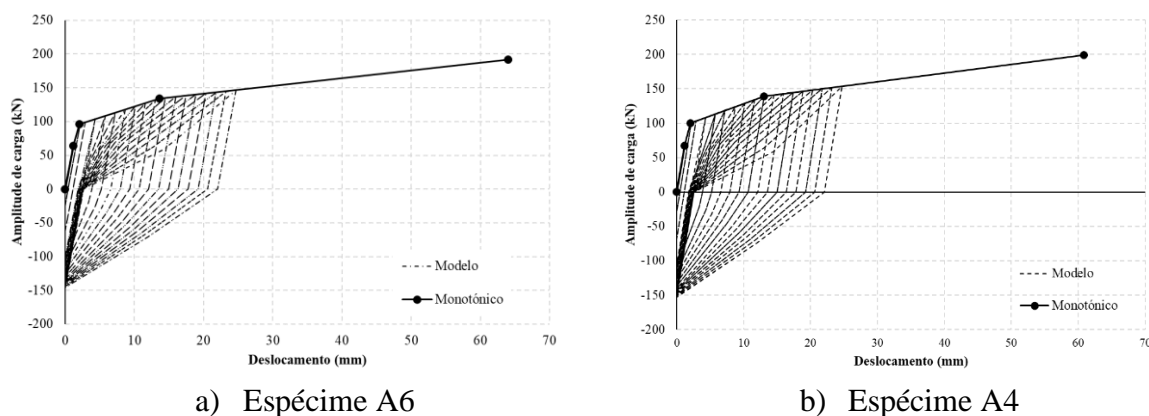 250
200
150
100
50
0
-50
-100
-150
-200
Amplitude de carga (kN)
0 10 20 30 40 50 60 70
Deslocamento (mm)
Modelo
Monotónico
a) Espécime A6
250
200
150
100
50
0
-50
-100
-150
-200
Amplitude de carga (kN)
0 10 20 30 40 50 60 70
Deslocamento (mm)
Modelo
Monotónico
b) Espécime A4